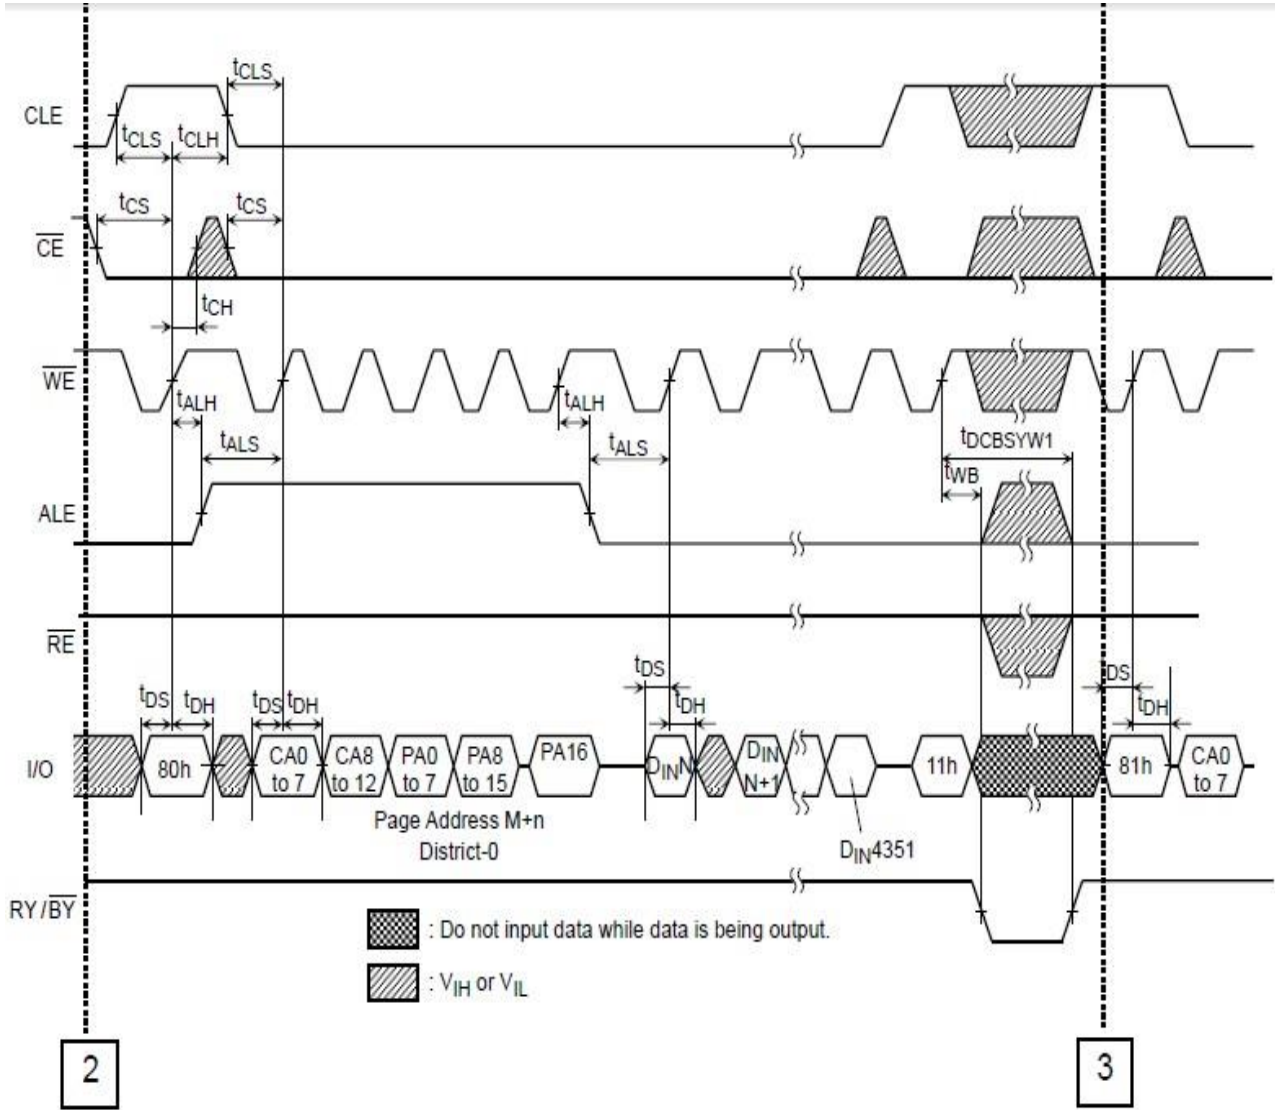 tCLS
CLE
tCLS tCLH
tCS tCS
CE
tCH
WE
tALH tALH
tALS tALS tDCBSYW1
tWB
ALE
RE
tDS tDH tDS tDH tDS tDH DS tDH
I/O 80h CA0 to 7 CA8 to 12 PA0 to 7 PA8 to 15 PA16 DINN DIN N+1 11h 81h CA0 to 7
Page Address M+n
District-0
DIN4351
RY/BY
: Do not input data while data is being output.
: VIH or VIL
2 3